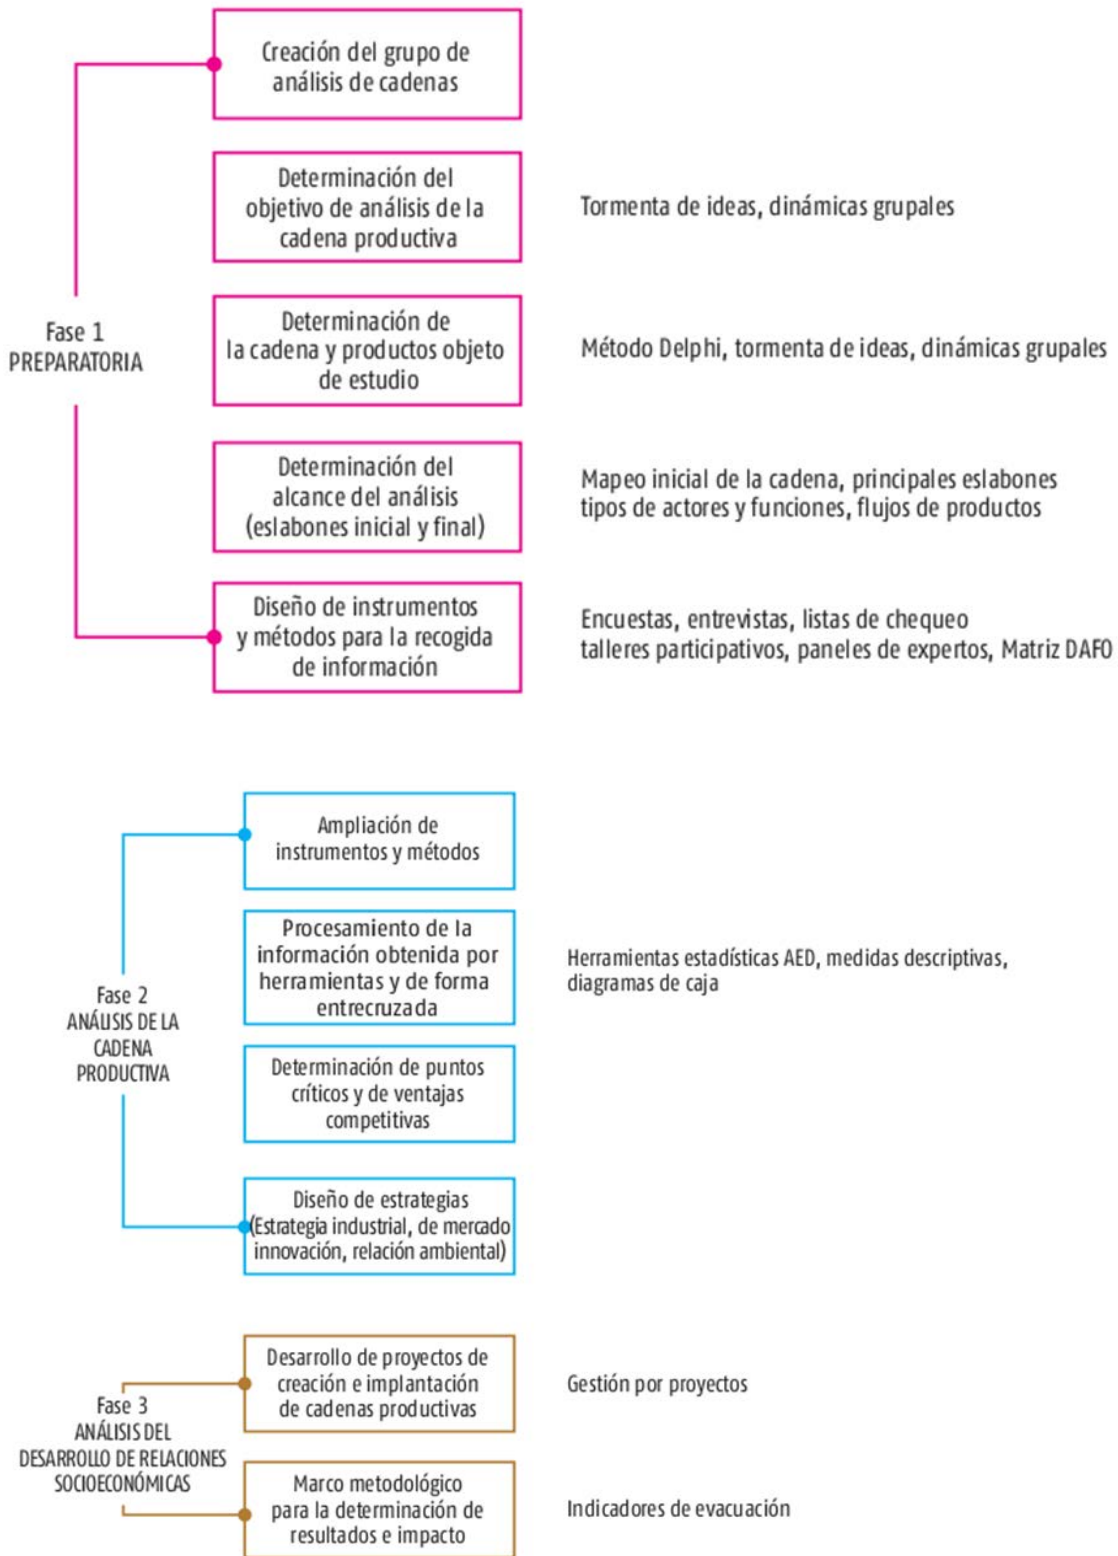 Creación del grupo de
análisis de cadenas
Determinación del
objetivo de análisis de la
cadena productiva
Tormenta de ideas, dinámicas grupales
Fase 1
PREPARATORIA
Determinación de
la cadena y productos objeto
de estudio
Método Delphi, tormenta de ideas, dinámicas grupales
Determinación del
alcance del análisis
(eslabones inicial y final)
Mapeo inicial de la cadena, principales eslabones
tipos de actores y funciones, flujos de productos
Diseño de instrumentos
y métodos para la recogida
de información
Encuestas, entrevistas, listas de chequeo
talleres participativos, paneles de expertos, Matriz DAFO
Ampliación de
instrumentos y métodos
Procesamiento de la
información obtenida por
herramientas y de forma
entrecruzada
Herramientas estadísticas AED, medidas descriptivas,
diagramas de caja
Fase 2
ANÁLISIS DE LA
CADENA
PRODUCTIVA
Determinación de puntos
críticos y de ventajas
competitivas
Diseño de estrategias
(Estrategia industrial, de mercado
innovación, relación ambiental)
Desarrollo de proyectos de
creación e implantación
de cadenas productivas
Gestión por proyectos
Fase 3
ANÁLISIS DEL
DESARROLLO DE RELACIONES
SOCIOECONÓMICAS
Marco metodológico
para la determinación de
resultados e impacto
Indicadores de evacuación